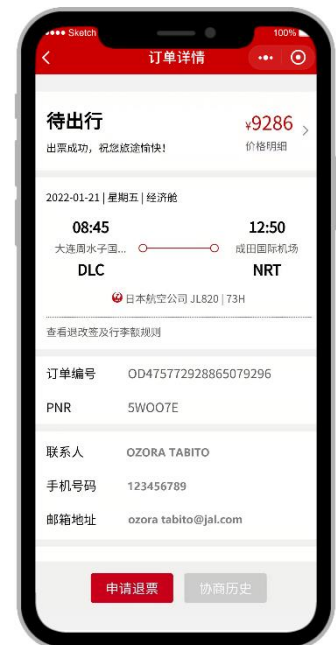 Sketch 100%
订单详情
待出行 ¥9286
出票成功，祝您旅途愉快！ 价格明细
2022-01-21 | 星期五 | 经济舱
08:45 12:50
大连周水子国... 成田国际机场
DLC NRT
日本航空公司 JL820 | 73H
查看退改签及行李额规则
订单编号 OD475772928865079296
PNR 5WOO7E
联系人 OZORA TABITO
手机号码 123456789
邮箱地址 ozora tabito@jal.com
申请退票 协商历史